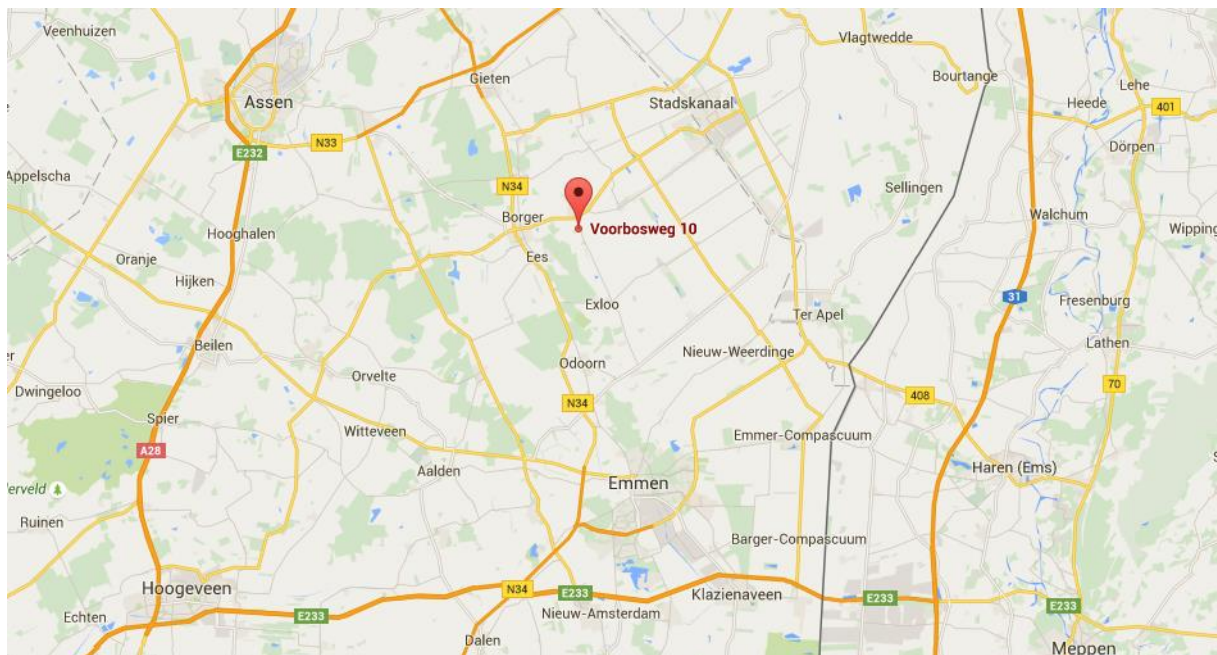 Veenhuizen
Vlagtwedde
Gieten
Bourtange
Lehe
Assen
Stadskanaal
Heede
401
N33
Dörpen
E232
Appelscha
N34
Sellingen
Borger
Voorbosweg 10
Walchum
Wipping
Hooghalen
Oranje
Ees
Hijken
Exloo
31
Fresenburg
Ter Apel
Beilen
Lathen
Nieuw-Weerdinge
Odoorn
Orvelte
70
Dwingeloo
408
N34
Spier
Witteveen
Emmer-Compascuum
A28
Aalden
Haren (Ems)
Emmen
derveld
Ruinen
Barger-Compascuum
Hoogeveen
N34
E233
Klazienaveen
E233
E233
Echten
E233
Nieuw-Amsterdam
Dalen
Meppen